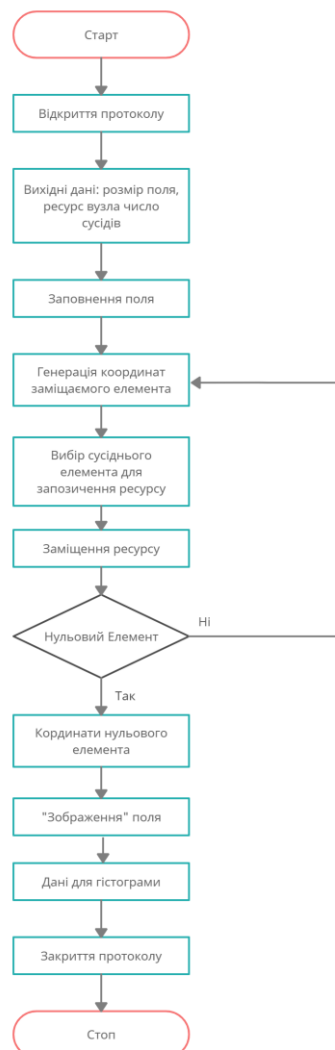 Старт
Відкриття протоколу
Вихідні дані: розмір поля,
ресурс вузла число
сусідів
Заповнення поля
Генерація координат
заміщаємого елемента
Вибір сусіднього
елемента для
запозичення ресурсу
Заміщення ресурсу
Нульовий Елемент
Ні
Так
Кординати нульового
елемента
"Зображення" поля
Дані для гістограми
Закриття протоколу
Стоп